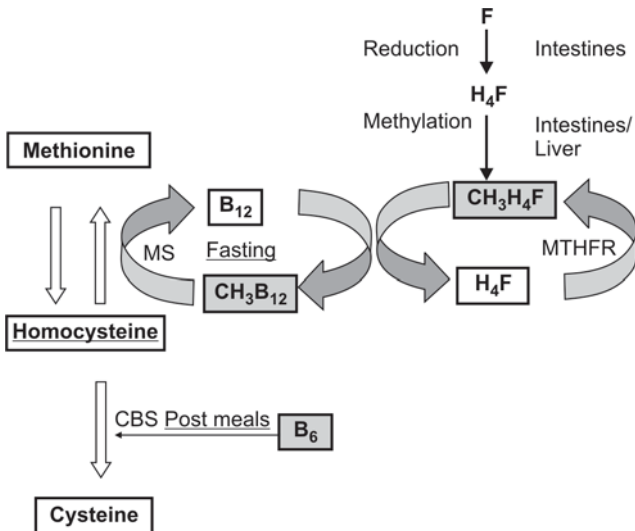 F
Reduction Intestines
H₄F
Methylation Intestines/
Liver
Methionine
B₁₂ CH₃H₄F
MS Fasting MTHFR
CH₃B₁₂ H₄F
Homocysteine
CBS Post meals B₆
Cysteine